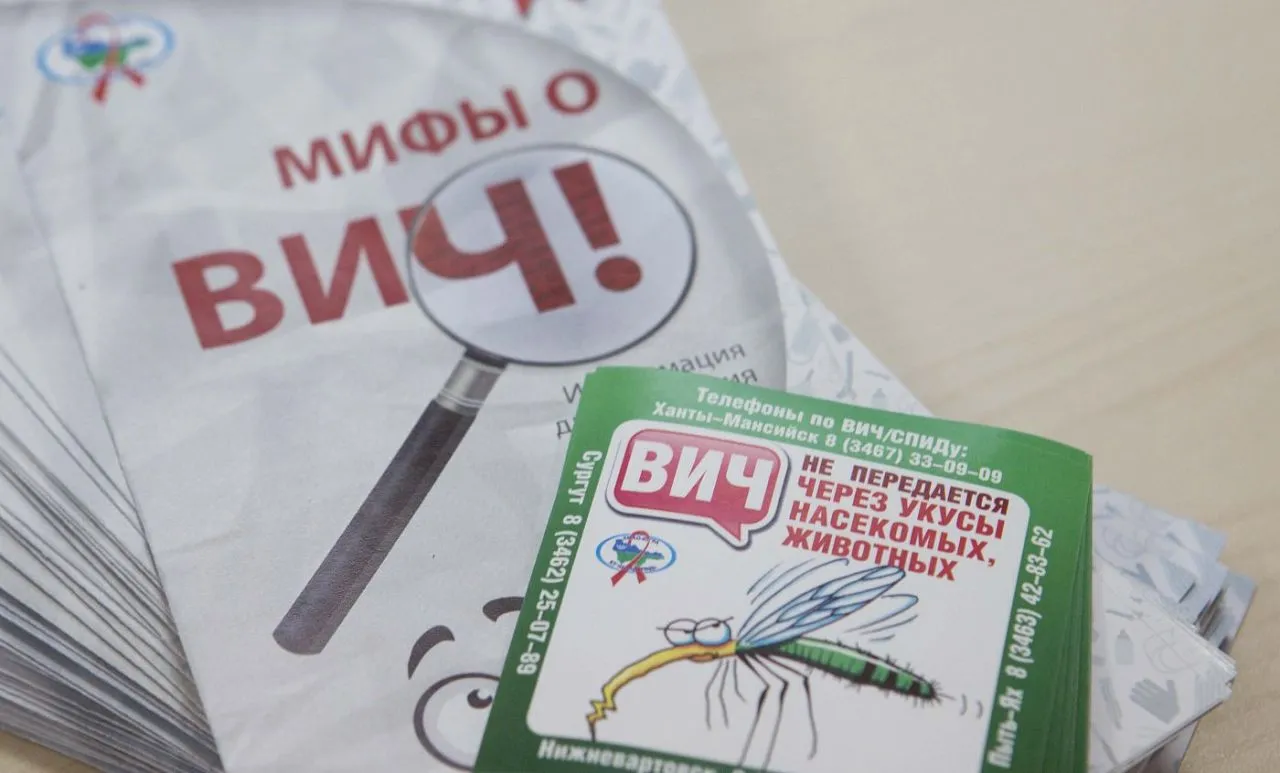 МИФЫ О
ВИЧ!
Телефоны по ВИЧ/СПИДу:
Ханты-Мансийск 8 (3467) 33-09-09
ВИЧ
НЕ ПЕРЕДАЕТСЯ
ЧЕРЕЗ УКУСЫ
НАСЕКОМЫХ,
ЖИВОТНЫХ
Сургут 8 (3462) 25-07-89
Пыть-Ях 8 (3463) 42-83-62
Нижневартовск